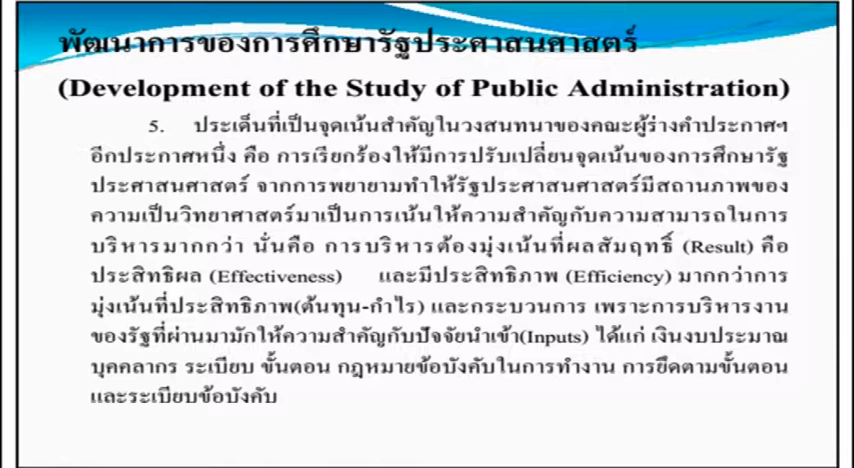 พัฒนาการของการศึกษารัฐประศาสนศาสตร์
(Development of the Study of Public Administration)
5. ประเด็นที่เป็นจุดเน้นสำคัญในวงสนทนาของคณะผู้ร่างคำประกาศฯ
อีกประกาศหนึ่ง คือ การเรียกร้องให้มีการปรับเปลี่ยนจุดเน้นของการศึกษารัฐ
ประศาสนศาสตร์ จากการพยายามทำให้รัฐประศาสนศาสตร์มีสถานภาพของ
ความเป็นวิทยาศาสตร์มาเป็นการเน้นให้ความสำคัญกับความสามารถในการ
บริหารมากกว่า นั่นคือ การบริหารต้องมุ่งเน้นที่ผลสัมฤทธิ์ (Result) คือ
ประสิทธิผล (Effectiveness) และมีประสิทธิภาพ (Efficiency) มากกว่าการ
มุ่งเน้นที่ประสิทธิภาพ(ต้นทุน-กำไร) และกระบวนการ เพราะการบริหารงาน
ของรัฐที่ผ่านมามักให้ความสำคัญกับปัจจัยนำเข้า(Inputs) ได้แก่ เงินงบประมาณ
บุคคลากร ระเบียบ ขั้นตอน กฎหมายข้อบังคับในการทำงาน การยึดตามขั้นตอน
และระเบียบข้อบังคับ